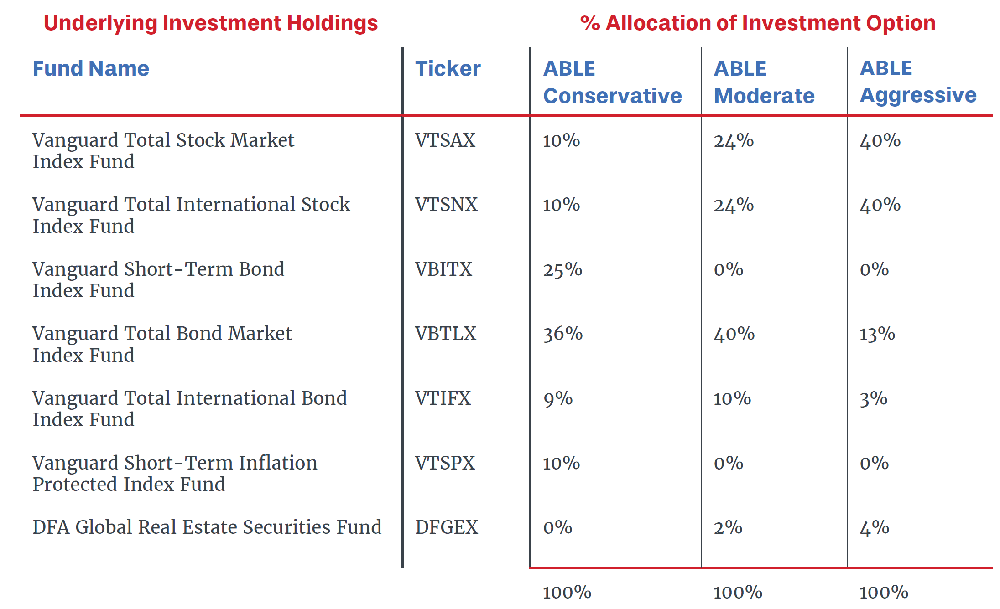 Underlying Investment Holdings
% Allocation of Investment Option
Fund Name
Ticker
ABLE
Conservative
ABLE
Moderate
ABLE
Aggressive
Vanguard Total Stock Market
Index Fund
VTSAX
10%
24%
40%
Vanguard Total International Stock
Index Fund
VTSNX
10%
24%
40%
Vanguard Short-Term Bond
Index Fund
VBITX
25%
0%
0%
Vanguard Total Bond Market
Index Fund
VBTLX
36%
40%
13%
Vanguard Total International Bond
Index Fund
VTIFX
9%
10%
3%
Vanguard Short-Term Inflation
Protected Index Fund
VTSPX
10%
0%
0%
DFA Global Real Estate Securities Fund
DFGEX
0%
2%
4%
100%
100%
100%